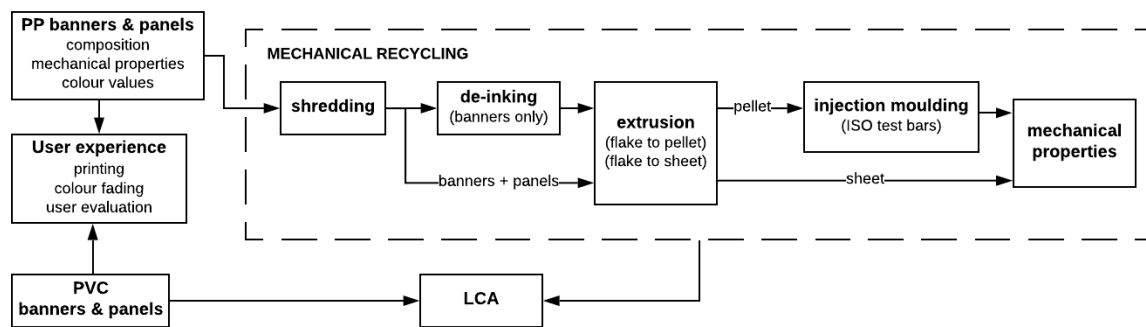 PP banners & panels
composition
mechanical properties
colour values
User experience
printing
colour fading
user evaluation
PVC
banners & panels
MECHANICAL RECYCLING
shredding
de-inking
(banners only)
banners + panels
extrusion
(flake to pellet)
(flake to sheet)
pellet
injection moulding
(ISO test bars)
sheet
mechanical
properties
LCA